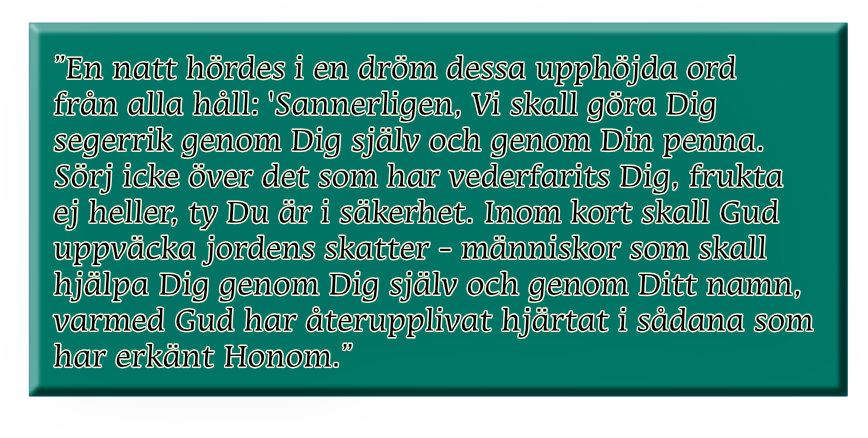 ”En natt hördes i en dröm dessa upphöjda ord
från alla håll: 'Sannerligen, Vi skall göra Dig
segerrik genom Dig själv och genom Din penna.
Sörj icke över det som har vederfarits Dig, frukta
ej heller, ty Du är i säkerhet. Inom kort skall Gud
uppväcka jordens skatter – människor som skall
hjälpa Dig genom Dig själv och genom Ditt namn,
varmed Gud har återupplivat hjärtat i sådana som
har erkänt Honom.”